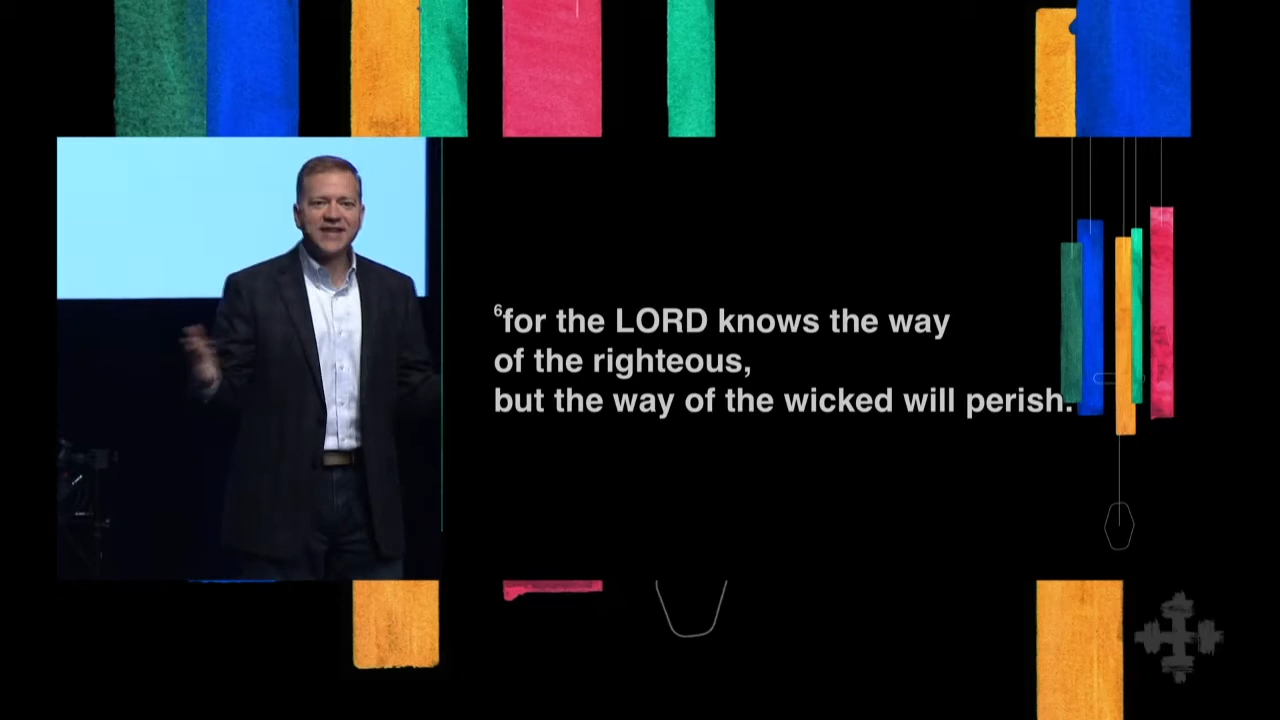 ⁶for the LORD knows the way
of the righteous,
but the way of the wicked will perish.